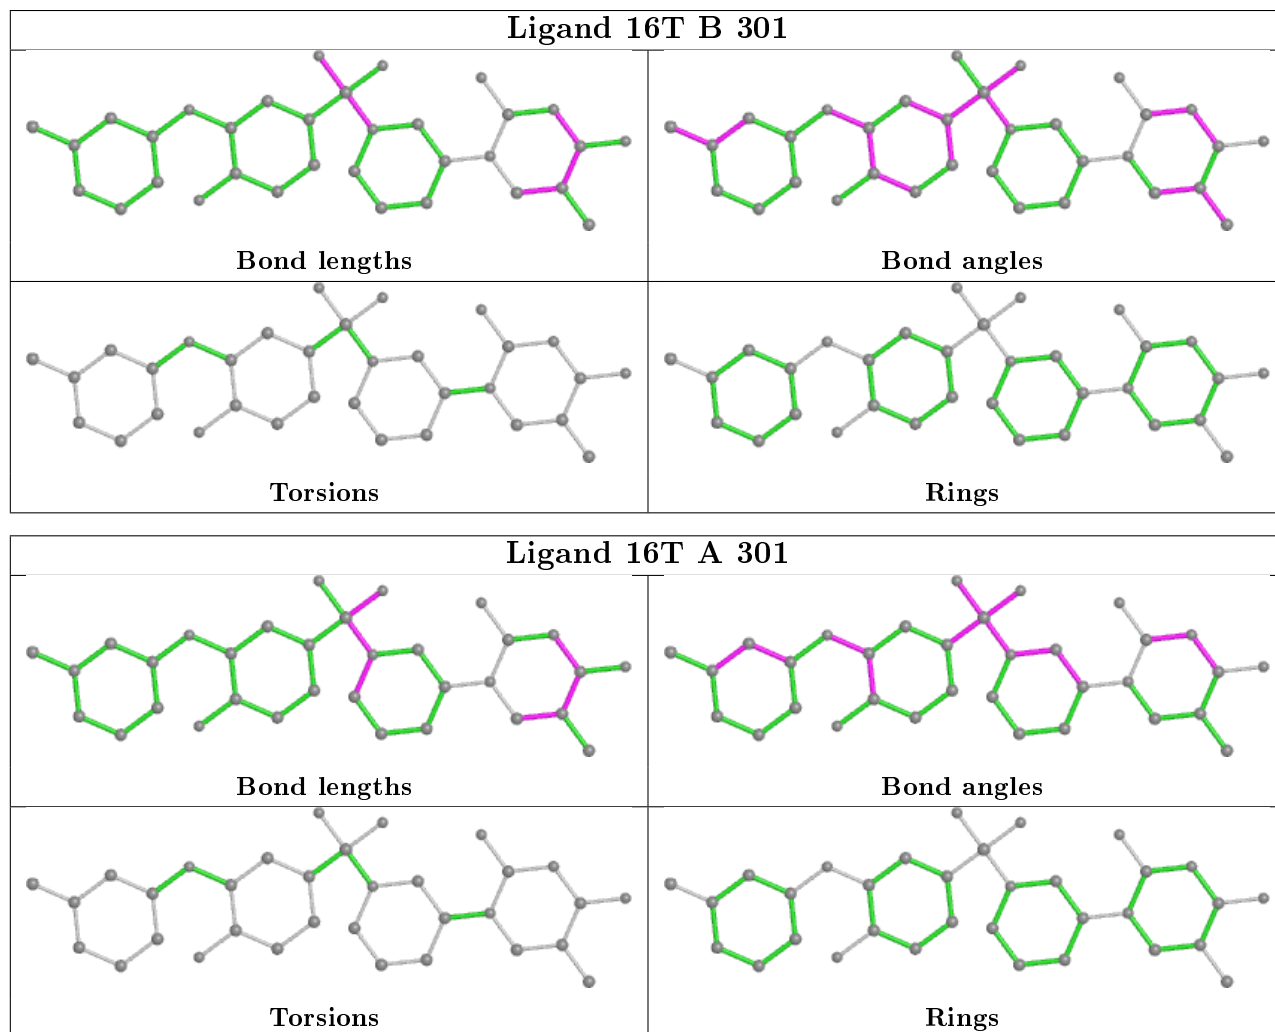 Ligand 16T B 301
Bond lengths
Bond angles
Torsions
Rings
Ligand 16T A 301
Bond lengths
Bond angles
Torsions
Rings